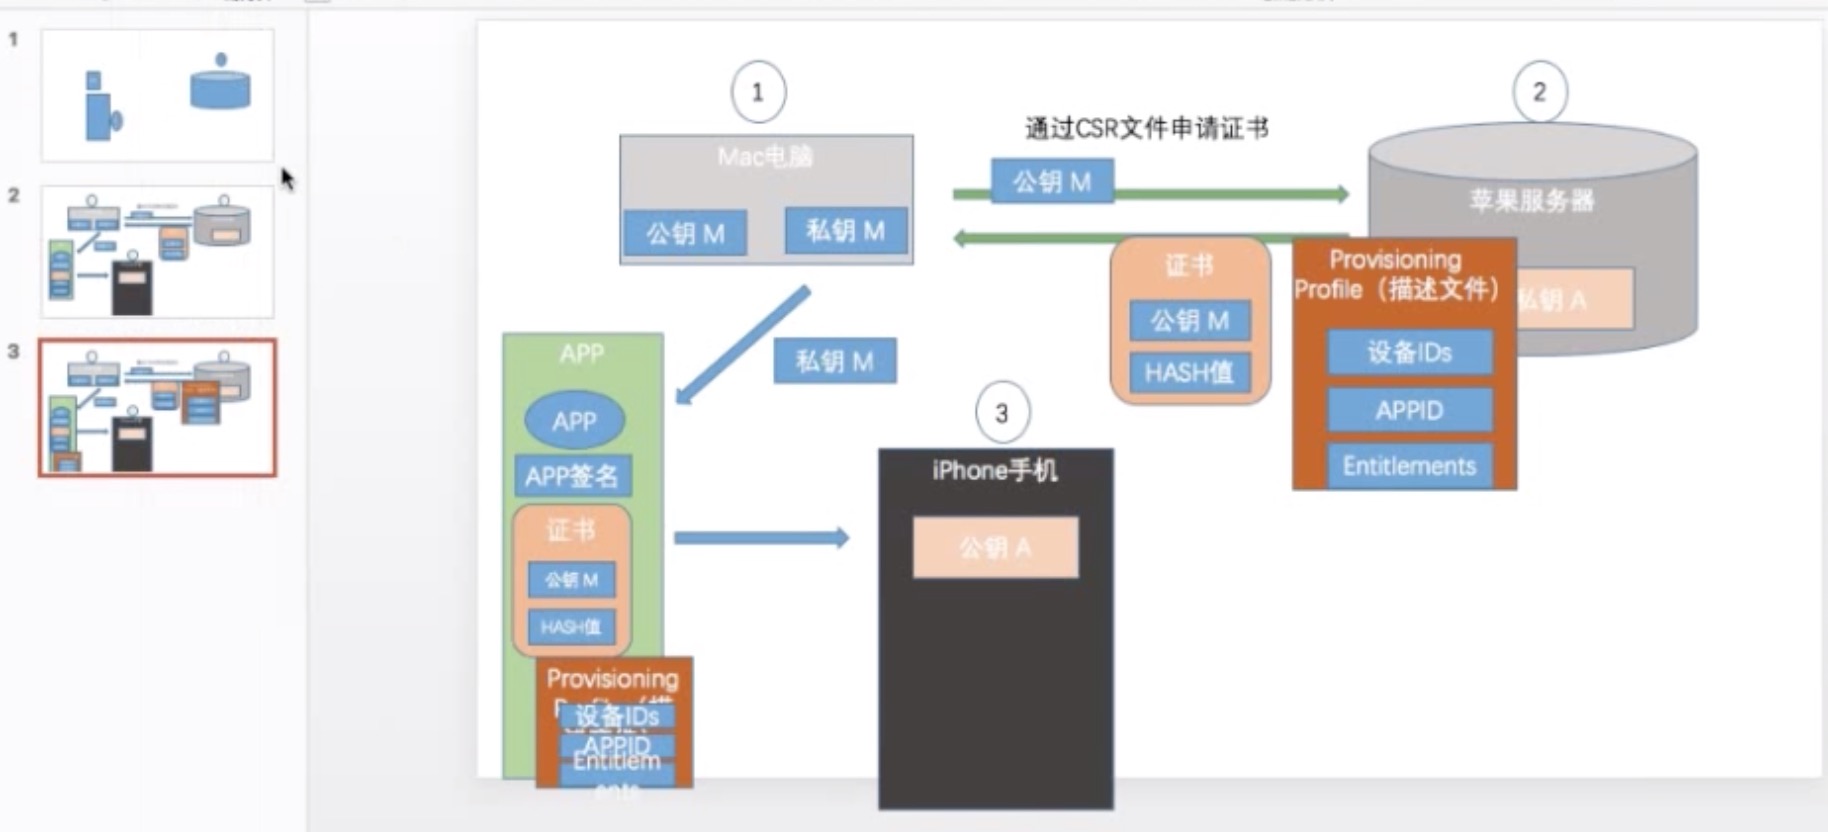 1
2
3
1
2
通过CSR文件申请证书
Mac电脑
公钥 M
私钥 M
公钥 M
苹果服务器
私钥 A
证书
公钥 M
HASH值
Provisioning
Profile（描述文件）
设备IDs
APPID
Entitlements
私钥 M
APP
APP
APP签名
证书
公钥 M
HASH值
Provisioning
设备IDs
APPID
Entitlem
ents
3
iPhone手机
公钥 A